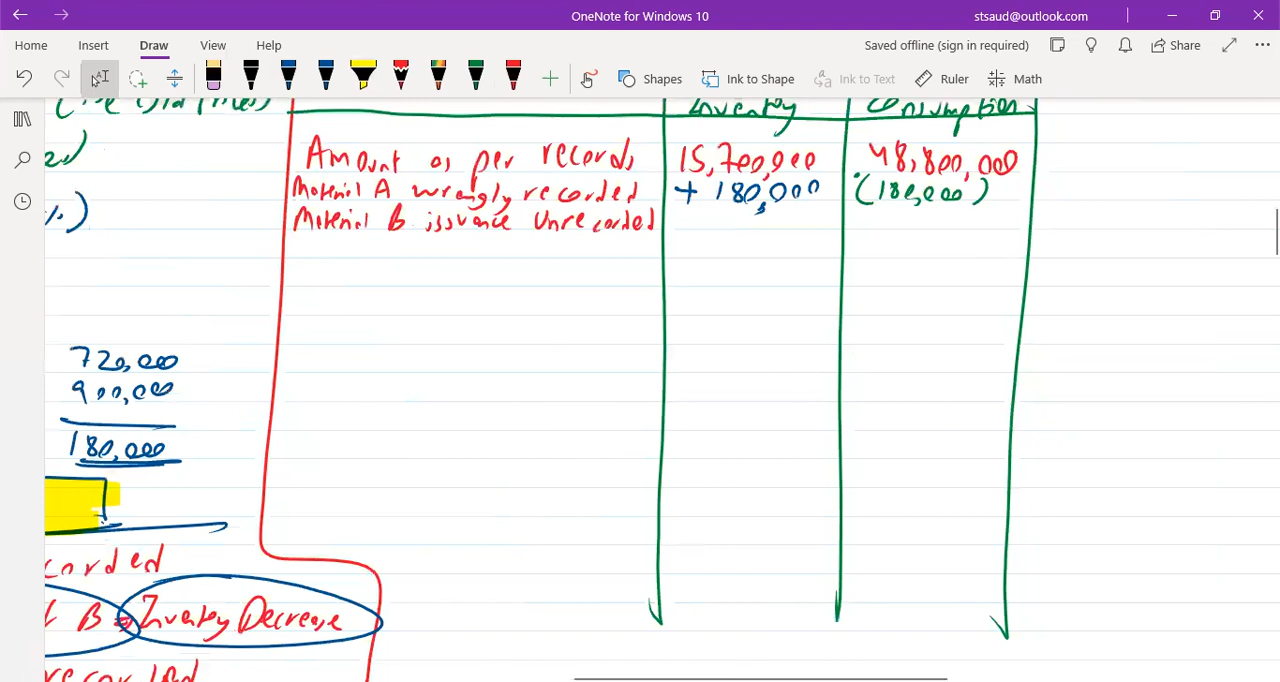 OneNote for Windows 10
stsaud@outlook.com
Home Insert Draw View Help
Saved offline (sign in required)
Share
Shapes
Ink to Shape
Ink to Text
Ruler
Math
Inventory Consumption
Amount as per records 15,700,000 48,800,000
Material A wrongly recorded + 180,000 (180,000)
Material B issuance unrecorded
720,000
900,000
180,000
corded
B = Inventory Decrease
recorded